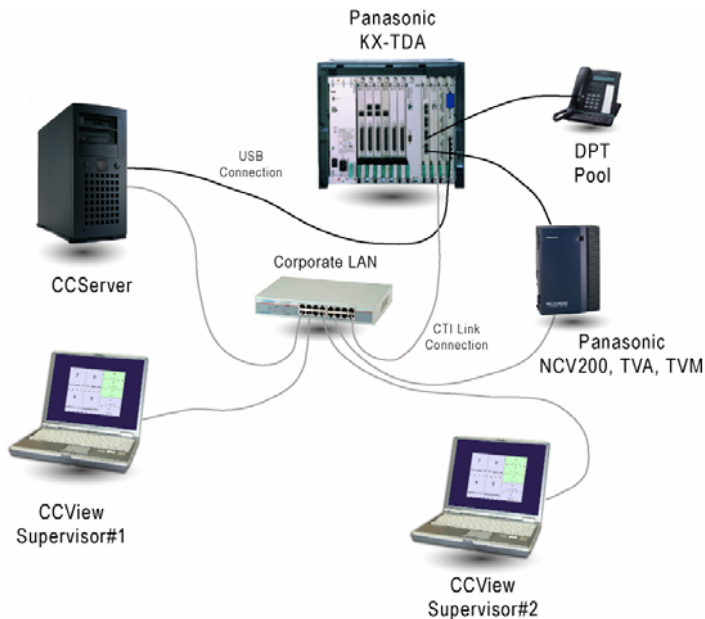 Panasonic
KX-TDA
DPT
Pool
USB
Connection
CCServer
Corporate LAN
CTI Link
Connection
Panasonic
NCV200, TVA, TVM
CCView
Supervisor#1
CCView
Supervisor#2